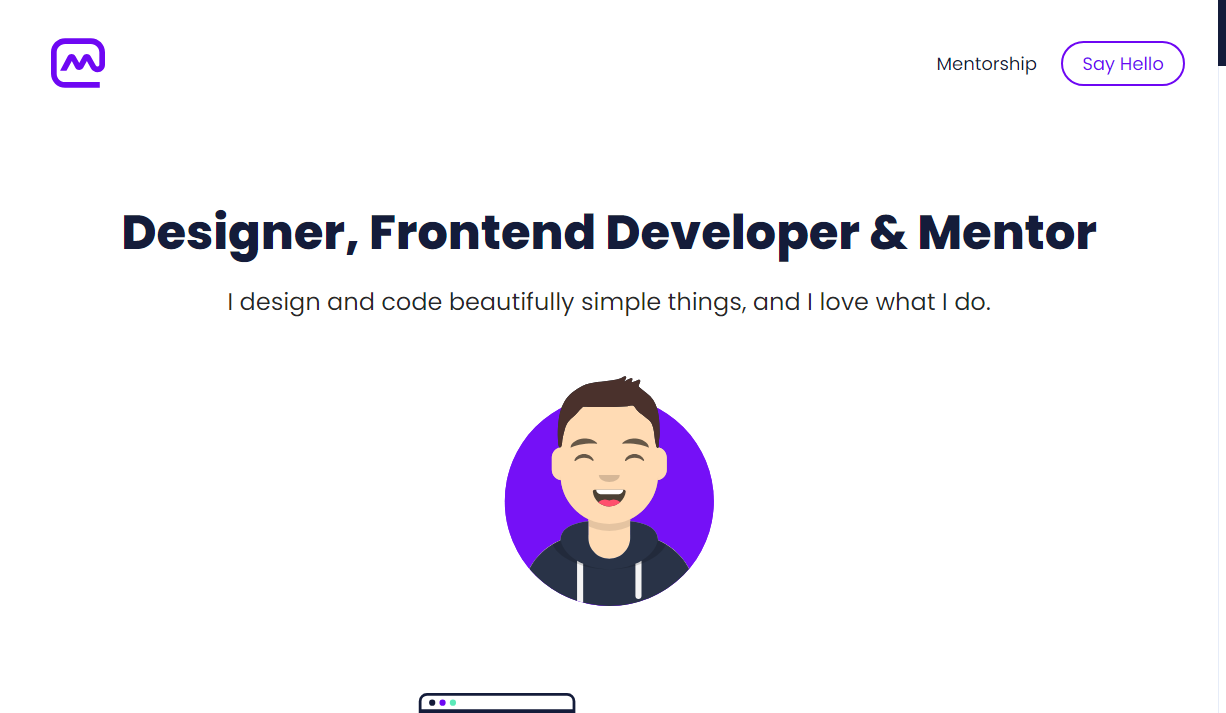 Mentorship
Say Hello
Designer, Frontend Developer & Mentor
I design and code beautifully simple things, and I love what I do.